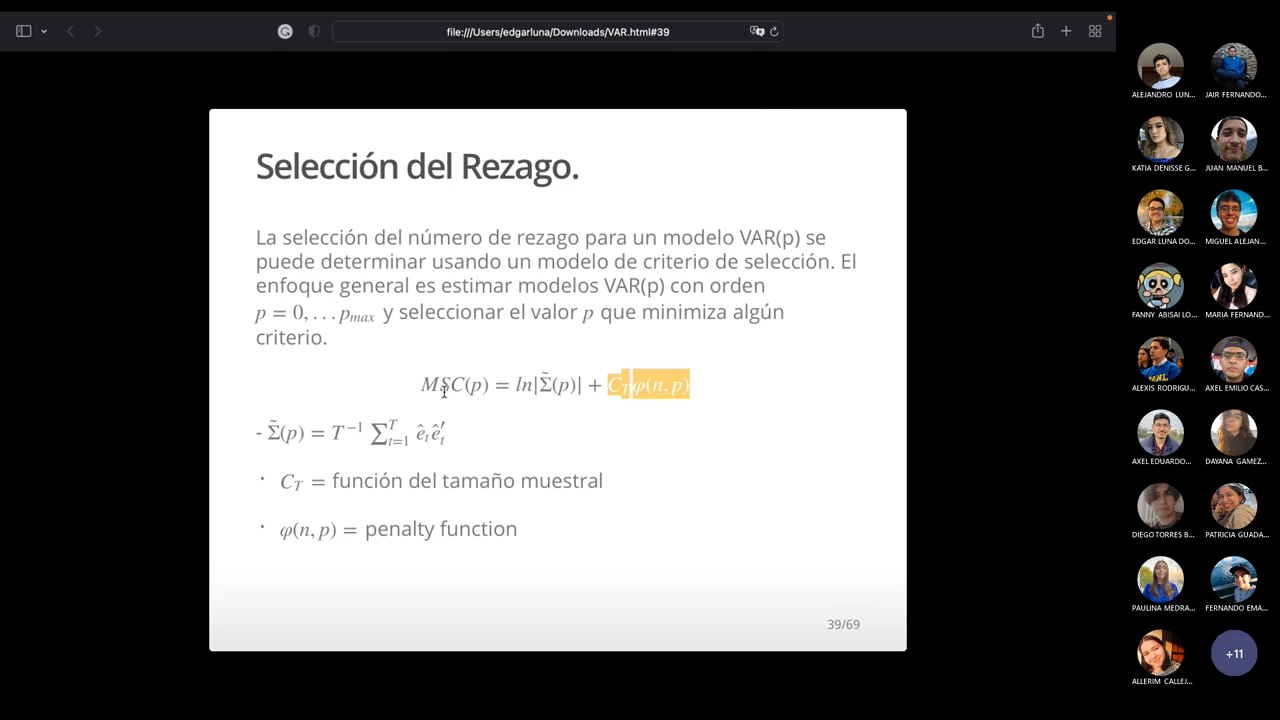 file:///Users/edgarluna/Downloads/VAR.html#39
Selección del Rezago.
La selección del número de rezago para un modelo VAR(p) se
puede determinar usando un modelo de criterio de selección. El
enfoque general es estimar modelos VAR(p) con orden
p = 0, . . . pmax y seleccionar el valor p que minimiza algún
criterio.
MSC(p) = ln|Σ̃(p)| + C_T φ(n, p)
- Σ̃(p) = T⁻¹ ∑ᵀₜ₌₁ êₜê′ₜ
· C_T = función del tamaño muestral
· φ(n, p) = penalty function
39/69
ALEJANDRO LUN...
JAIR FERNANDO...
KATIA DENISSE G...
JUAN MANUEL B...
EDGAR LUNA DO...
MIGUEL ALEJAN...
FANNY ABISAI LO...
MARIA FERNAND...
ALEXIS RODRIGU...
AXEL EMILIO CAS...
AXEL EDUARDO...
DAYANA GAMEZ...
DIEGO TORRES B...
PATRICIA GUADA...
PAULINA MEDRA...
FERNANDO EMA...
ALLERIM CALLEJ...
+11